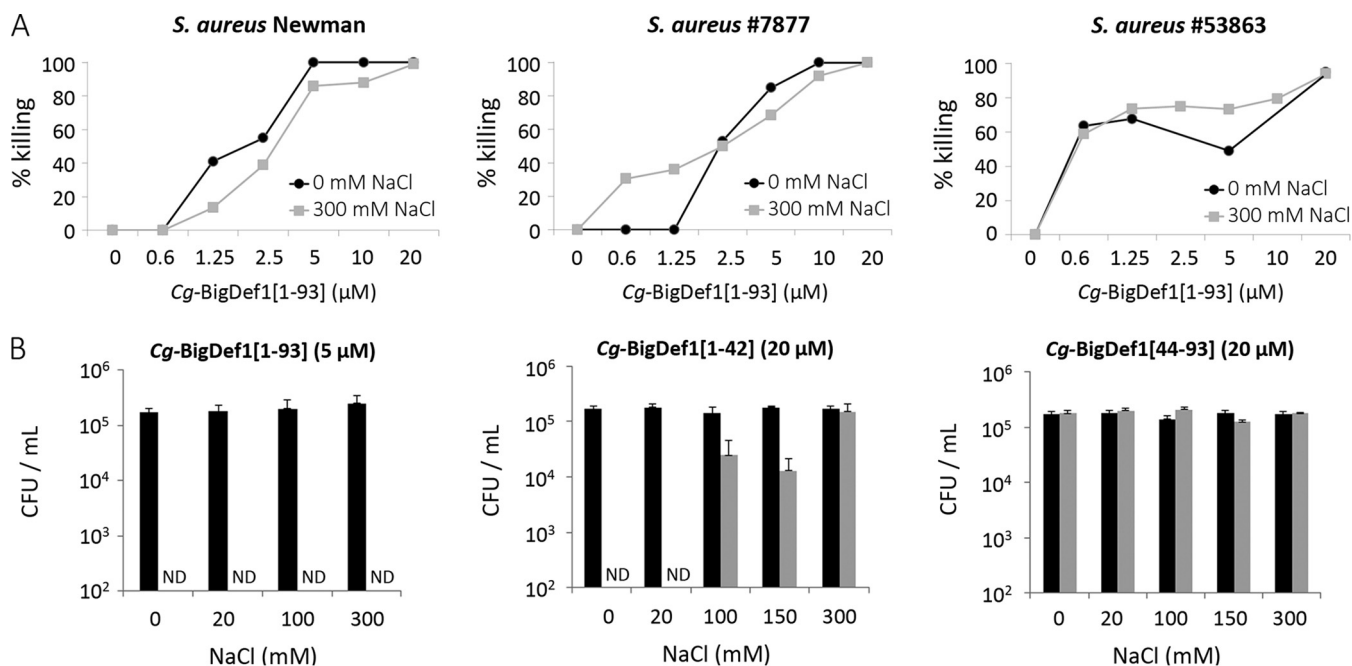 A
S. aureus Newman
% killing
100
80
60
40
20
0
0 mM NaCl
300 mM NaCl
0 0.6 1.25 2.5 5 10 20
Cg-BigDef1[1-93] (µM)
S. aureus #7877
% killing
100
80
60
40
20
0
0 mM NaCl
300 mM NaCl
0 0.6 1.25 2.5 5 10 20
Cg-BigDef1[1-93] (µM)
S. aureus #53863
% killing
100
80
60
40
20
0
0 mM NaCl
300 mM NaCl
0 0.6 1.25 2.5 5 10 20
Cg-BigDef1[1-93] (µM)
B
Cg-BigDef1[1-93] (5 µM)
CFU / mL
10⁶
10⁵
10⁴
10³
10²
ND ND ND ND
0 20 100 300
NaCl (mM)
Cg-BigDef1[1-42] (20 µM)
CFU / mL
10⁶
10⁵
10⁴
10³
10²
ND ND
0 20 100 150 300
NaCl (mM)
Cg-BigDef1[44-93] (20 µM)
CFU / mL
10⁶
10⁵
10⁴
10³
10²
0 20 100 150 300
NaCl (mM)